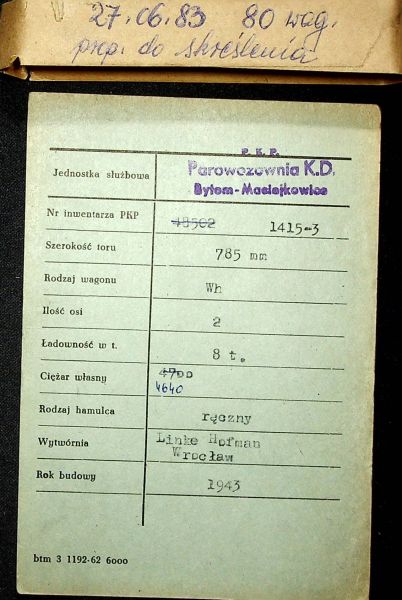 27.06.83 80 wag.
prop. do skreślenia
P. K. P.
Parowozownia K.D.
Bytom-Maciejkowice
Jednostka służbowa
Nr inwentarza PKP 48502 1415-3
Szerokość toru 785 mm
Rodzaj wagonu Wh
Ilość osi 2
Ładowność w t. 8 t.
Ciężar własny 4700
4640
Rodzaj hamulca ręczny
Wytwórnia Linke Hofman
Wrocław
Rok budowy 1943
btm 3 1192-62 6000